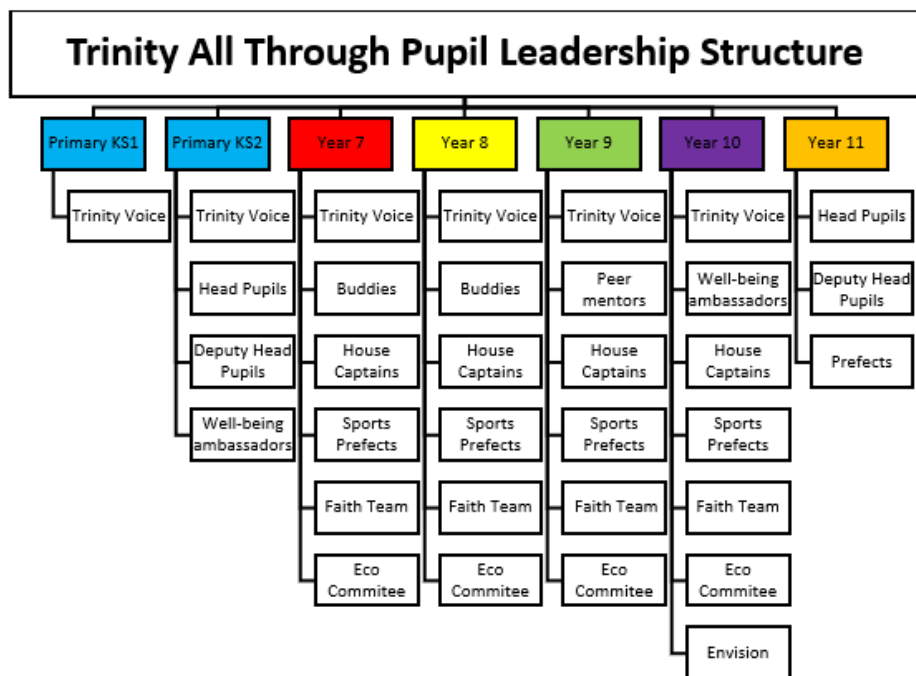 Trinity All Through Pupil Leadership Structure
Primary KS1
Primary KS2
Year 7
Year 8
Year 9
Year 10
Year 11
Trinity Voice
Trinity Voice
Head Pupils
Deputy Head
Pupils
Well-being
ambassadors
Trinity Voice
Buddies
House
Captains
Sports
Prefects
Faith Team
Eco
Commitee
Trinity Voice
Buddies
House
Captains
Sports
Prefects
Faith Team
Eco
Commitee
Trinity Voice
Peer
mentors
House
Captains
Sports
Prefects
Faith Team
Eco
Commitee
Trinity Voice
Well-being
ambassadors
House
Captains
Sports
Prefects
Faith Team
Eco
Commitee
Envision
Head Pupils
Deputy Head
Pupils
Prefects